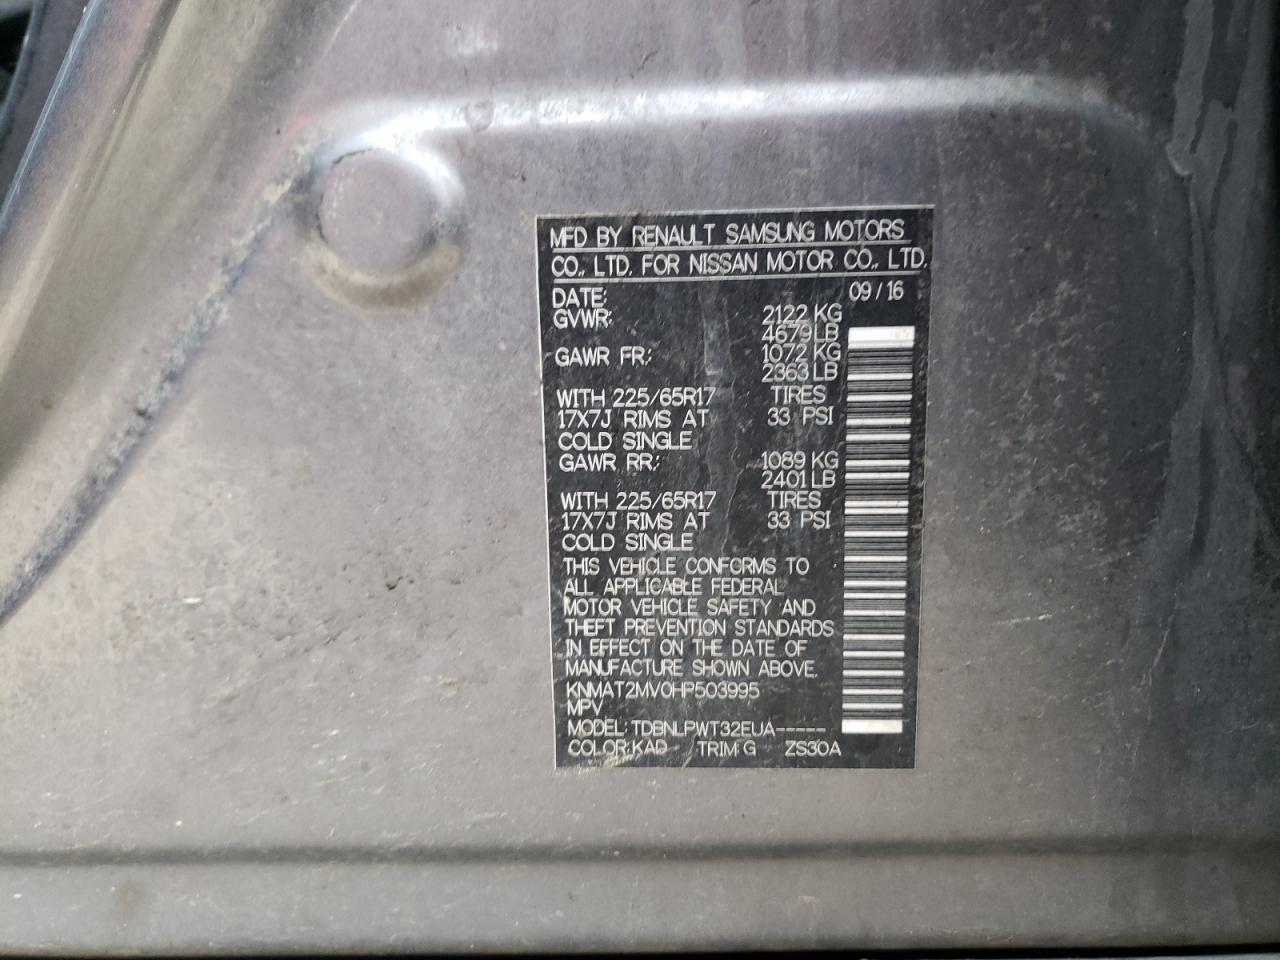 MFD BY RENAULT SAMSUNG MOTORS
CO., LTD. FOR NISSAN MOTOR CO., LTD.
DATE: 09/16
GVWR: 2122 KG
4679LB
GAWR FR: 1072 KG
2363LB
WITH 225/65R17 TIRES
17X7J RIMS AT 33 PSI
COLD SINGLE
GAWR RR: 1089 KG
2401LB
WITH 225/65R17 TIRES
17X7J RIMS AT 33 PSI
COLD SINGLE
THIS VEHICLE CONFORMS TO
ALL APPLICABLE FEDERAL
MOTOR VEHICLE SAFETY AND
THEFT PREVENTION STANDARDS
IN EFFECT ON THE DATE OF
MANUFACTURE SHOWN ABOVE.
KNMAT2MV0HP503995
MPV
MODEL: TDBNLPWT32EUA-----
COLOR: KAD TRIM: G ZS30A